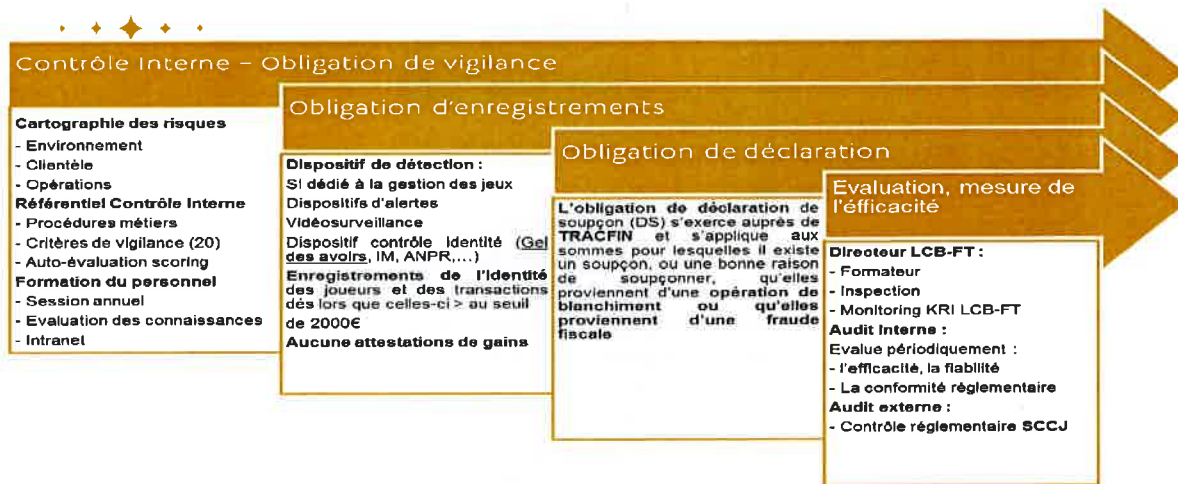 Contrôle Interne – Obligation de vigilance
Cartographie des risques
- Environnement
- Clientèle
- Opérations
Référentiel Contrôle Interne
- Procédures métiers
- Critères de vigilance (20)
- Auto-évaluation scoring
Formation du personnel
- Session annuel
- Evaluation des connaissances
- Intranet
Obligation d'enregistrements
Dispositif de détection :
SI dédié à la gestion des jeux
Dispositifs d'alertes
Vidéosurveillance
Dispositif contrôle Identité (Gel
des avoirs, IM, ANPR,...)
Enregistrements de l'Identité
des joueurs et des transactions
dès lors que celles-ci > au seuil
de 2000€
Aucune attestations de gains
Obligation de déclaration
L'obligation de déclaration de
soupçon (DS) s'exerce auprès de
TRACFIN et s'applique aux
sommes pour lesquelles il existe
un soupçon, ou une bonne raison
de soupçonner, qu'elles
proviennent d'une opération de
blanchiment ou qu'elles
proviennent d'une fraude
fiscale
Evaluation, mesure de
l'éfficacité
Directeur LCB-FT :
- Formateur
- Inspection
- Monitoring KRI LCB-FT
Audit Interne :
Evalue périodiquement :
- l'efficacité, la fiabilité
- La conformité règlementaire
Audit externe :
- Contrôle réglementaire SCCJ